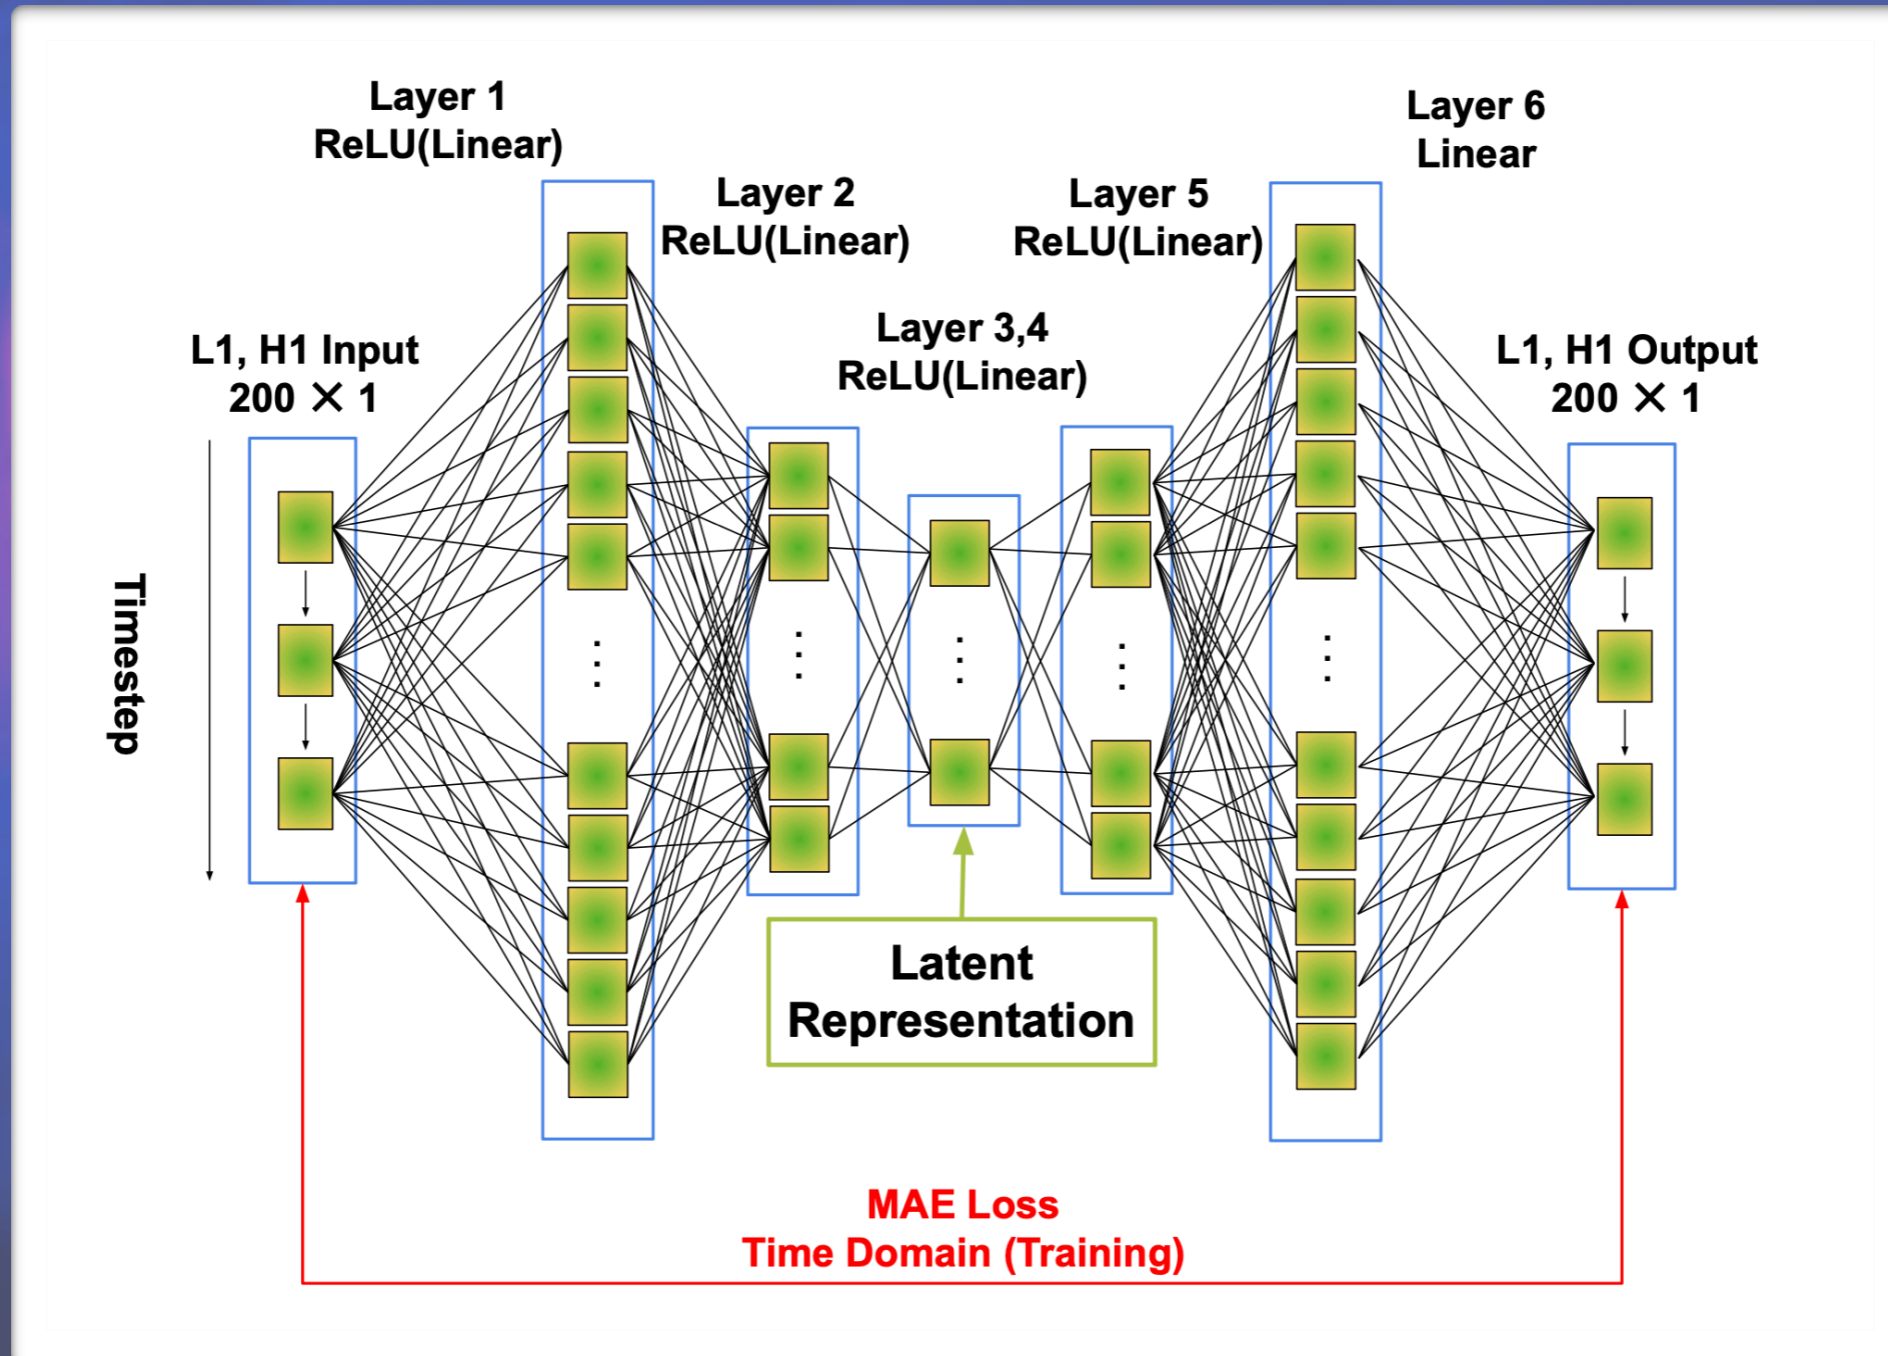 Layer 1
ReLU(Linear)
Layer 6
Linear
Layer 2
ReLU(Linear)
Layer 5
ReLU(Linear)
Layer 3,4
ReLU(Linear)
L1, H1 Input
200 × 1
L1, H1 Output
200 × 1
Timestep
Latent
Representation
MAE Loss
Time Domain (Training)